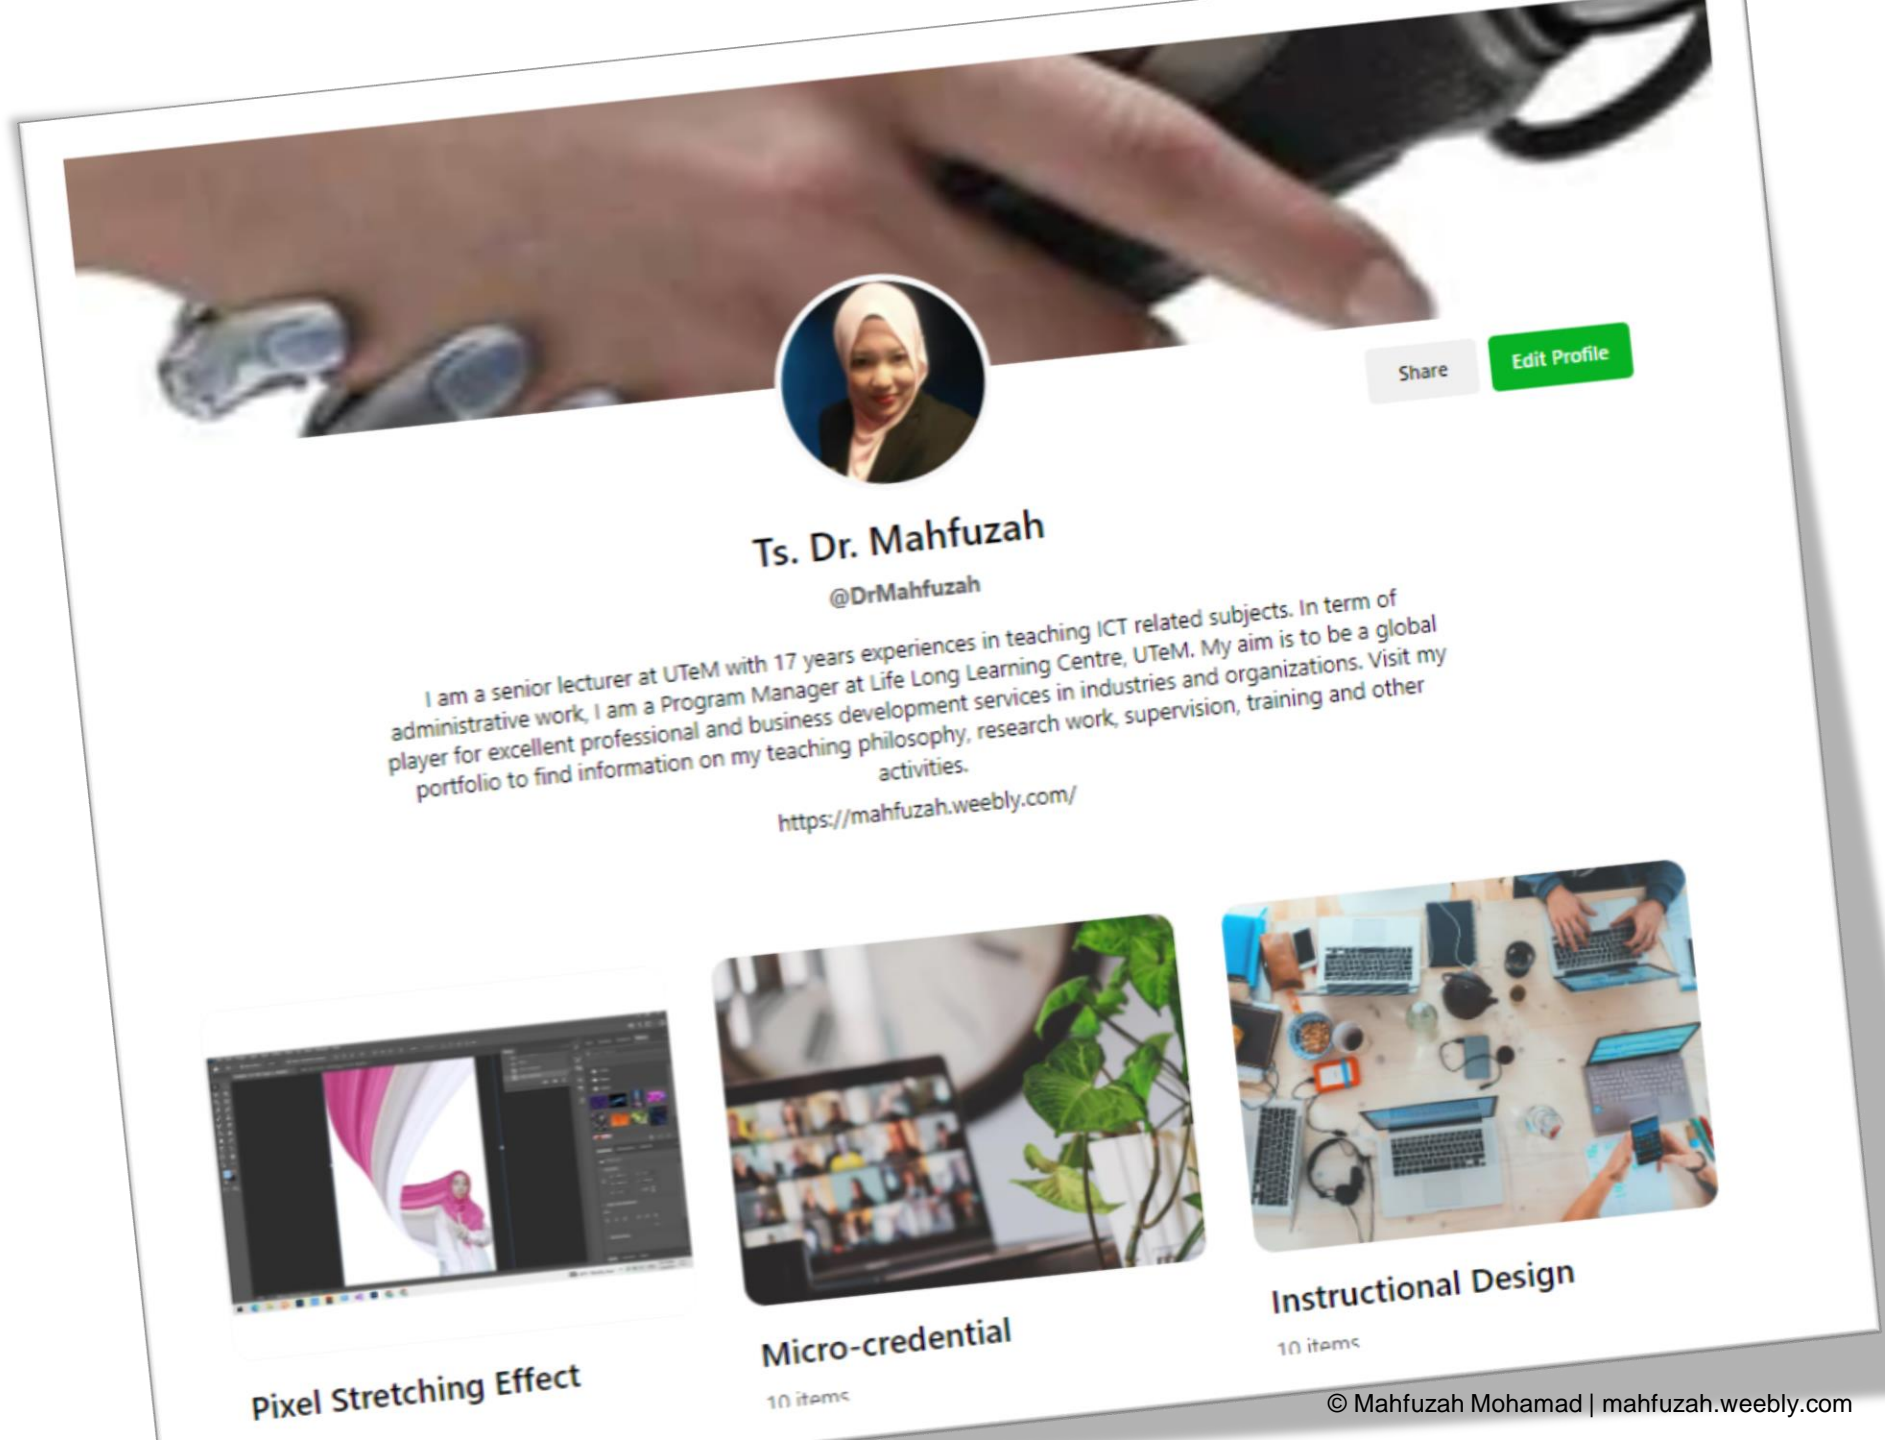 Share
Edit Profile
Ts. Dr. Mahfuzah
@DrMahfuzah
I am a senior lecturer at UTeM with 17 years experiences in teaching ICT related subjects. In term of
administrative work, I am a Program Manager at Life Long Learning Centre, UTeM. My aim is to be a global
player for excellent professional and business development services in industries and organizations. Visit my
portfolio to find information on my teaching philosophy, research work, supervision, training and other
activities.
https://mahfuzah.weebly.com/
Pixel Stretching Effect
Micro-credential
10 items
Instructional Design
10 items
© Mahfuzah Mohamad | mahfuzah.weebly.com